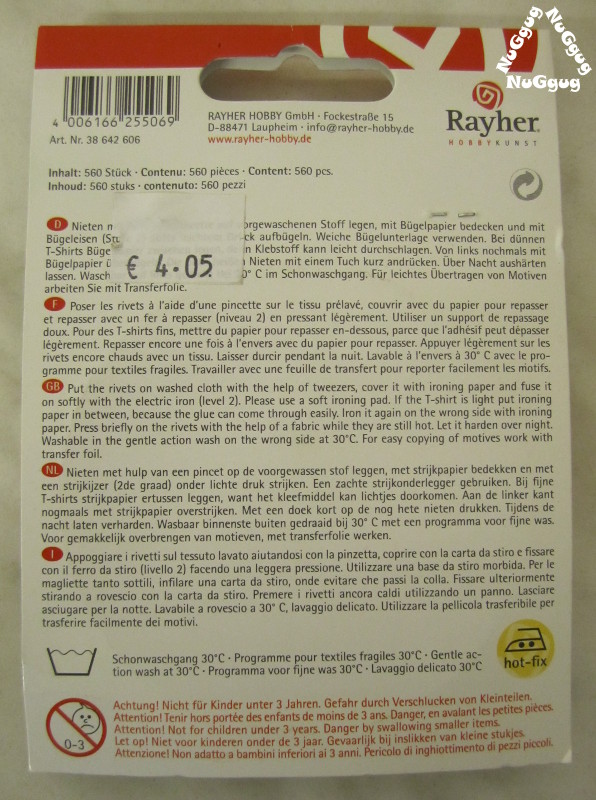 NuGgug
NuGgug
NuGgug
4 006166 255069
Art. Nr. 38 642 606
RAYHER HOBBY GmbH · Fockestraße 15
D-88471 Laupheim · info@rayher-hobby.de
www.rayher-hobby.de
Rayher.
HOBBYKUNST
Inhalt: 560 Stück · Contenu: 560 pièces · Content: 560 pcs.
Inhoud: 560 stuks · contenuto: 560 pezzi
D Nieten m orgewaschenen Stoff legen, mit Bügelpapier bedecken und mit
Bügeleisen (Stu ck aufbügeln. Weiche Bügelunterlage verwenden. Bei dünnen
T-Shirts Büge n Klebstoff kann leicht durchschlagen. Von links nochmals mit
Bügelpapier ü Nieten mit einem Tuch kurz andrücken. Über Nacht aushärten
lassen. Wasch 0° C im Schonwaschgang. Für leichtes Übertragen von Motiven
arbeiten Sie mit Transferfolie.
€ 4.05
F Poser les rivets à l'aide d'une pincette sur le tissu prélavé, couvrir avec du papier pour repasser
et repasser avec un fer à repasser (niveau 2) en pressant légèrement. Utiliser un support de repassage
doux. Pour des T-shirts fins, mettre du papier pour repasser en-dessous, parce que l'adhésif peut dépasser
légèrement. Repasser encore une fois à l'envers avec du papier pour repasser. Appuyer légèrement sur les
rivets encore chauds avec un tissu. Laisser durcir pendant la nuit. Lavable à l'envers à 30° C avec le pro-
gramme pour textiles fragiles. Travailler avec une feuille de transfert pour reporter facilement les motifs.
GB Put the rivets on washed cloth with the help of tweezers, cover it with ironing paper and fuse it
on softly with the electric iron (level 2). Please use a soft ironing pad. If the T-shirt is light put ironing
paper in between, because the glue can come through easily. Iron it again on the wrong side with ironing
paper. Press briefly on the rivets with the help of a fabric while they are still hot. Let it harden over night.
Washable in the gentle action wash on the wrong side at 30°C. For easy copying of motives work with
transfer foil.
NL Nieten met hulp van een pincet op de voorgewassen stof leggen, met strijkpapier bedekken en met
een strijkijzer (2de graad) onder lichte druk strijken. Een zachte strijkonderlegger gebruiken. Bij fijne
T-shirts strijkpapier ertussen leggen, want het kleefmiddel kan lichtjes doorkomen. Aan de linker kant
nogmaals met strijkpapier overstrijken. Met een doek kort op de nog hete nieten drukken. Tijdens de
nacht laten verharden. Wasbaar binnenste buiten gedraaid bij 30° C met een programma voor fijne was.
Voor gemakkelijk overbrengen van motieven, met transferfolie werken.
I Appoggiare i rivetti sul tessuto lavato aiutandosi con la pinzetta, coprire con la carta da stiro e fissare
con il ferro da stiro (livello 2) facendo una leggera pressione. Utilizzare una base da stiro morbida. Per le
magliette tanto sottili, infilare una carta da stiro, onde evitare che passi la colla. Fissare ulteriormente
stirando a rovescio con la carta da stiro. Premere i rivetti ancora caldi utilizzando un panno. Lasciare
asciugare per la notte. Lavabile a rovescio a 30° C, lavaggio delicato. Utilizzare la pellicola trasferibile per
trasferire facilmente dei motivi.
Schonwaschgang 30°C · Programme pour textiles fragiles 30°C · Gentle ac-
tion wash at 30°C · Programma voor fijne was 30°C · Lavaggio delicato 30°C
hot-fix
0-3
Achtung! Nicht für Kinder unter 3 Jahren. Gefahr durch Verschlucken von Kleinteilen.
Attention! Tenir hors portée des enfants de moins de 3 ans. Danger, en avalant les petites pièces.
Attention! Not for children under 3 years. Danger by swallowing smaller items.
Let op! Niet voor kinderen onder de 3 jaar. Gevaarlijk bij inslikken van kleine stukjes.
Attenzione! Non adatto a bambini inferiori ai 3 anni. Pericolo di inghiottimento di pezzi piccoli.